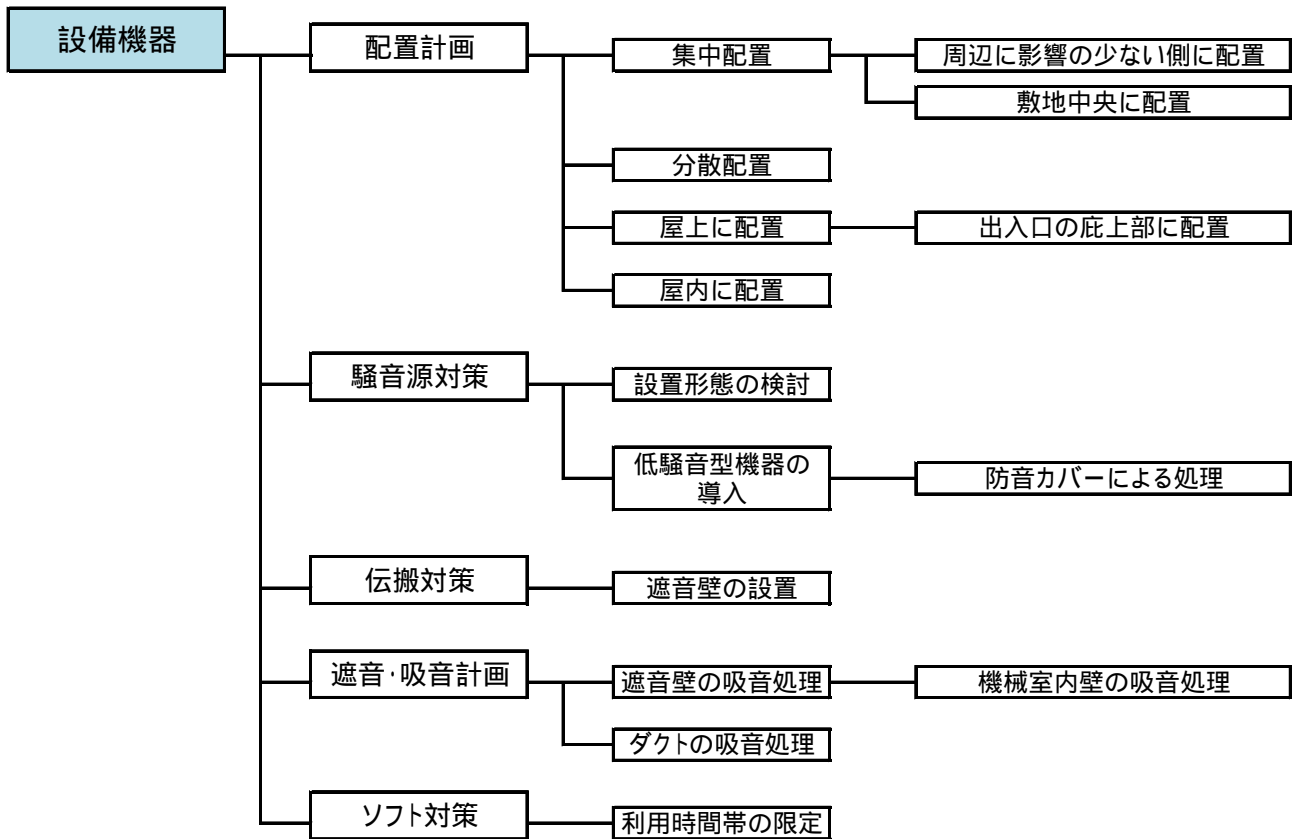 設備機器
配置計画
集中配置
周辺に影響の少ない側に配置
敷地中央に配置
分散配置
屋上に配置
出入口の庇上部に配置
屋内に配置
騒音源対策
設置形態の検討
低騒音型機器の
導入
防音カバーによる処理
伝搬対策
遮音壁の設置
遮音･吸音計画
遮音壁の吸音処理
機械室内壁の吸音処理
ダクトの吸音処理
ソフト対策
利用時間帯の限定